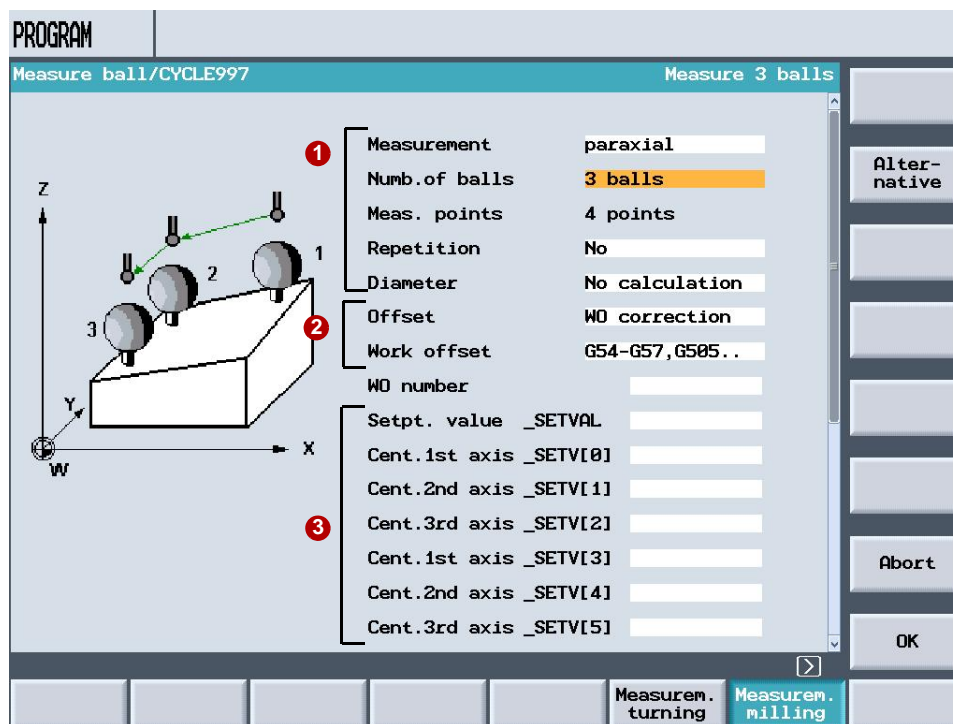 PROGRAM
Measure ball/CYCLE997 Measure 3 balls
1
Measurement paraxial
Numb.of balls 3 balls
Meas. points 4 points
Repetition No
Diameter No calculation
2
Offset WO correction
Work offset G54-G57,G505..
WO number
3
Setpt. value _SETVAL
Cent.1st axis _SETV[0]
Cent.2nd axis _SETV[1]
Cent.3rd axis _SETV[2]
Cent.1st axis _SETV[3]
Cent.2nd axis _SETV[4]
Cent.3rd axis _SETV[5]
Z
1
2
3
Y
X
W
Alter-
native
Abort
OK
Measurem.
turning
Measurem.
milling